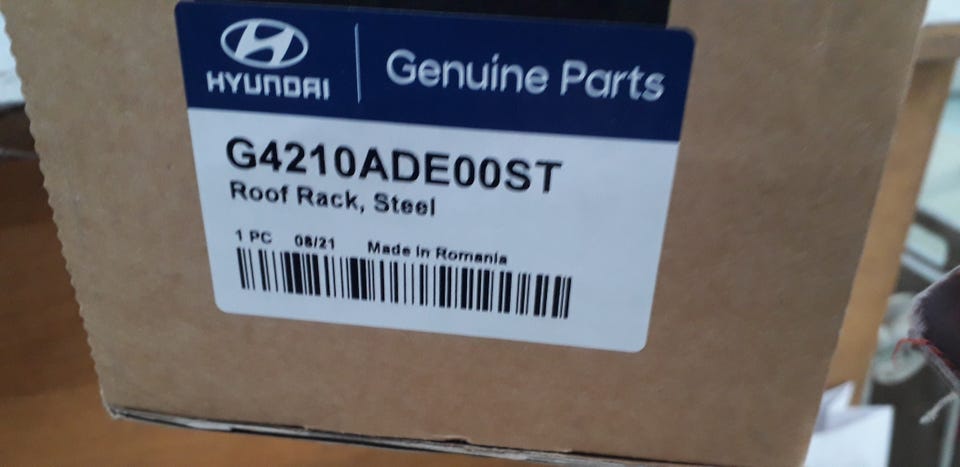 HYUNDAI
Genuine Parts
G4210ADE00ST
Roof Rack, Steel
1 PC 08/21 Made In Romania